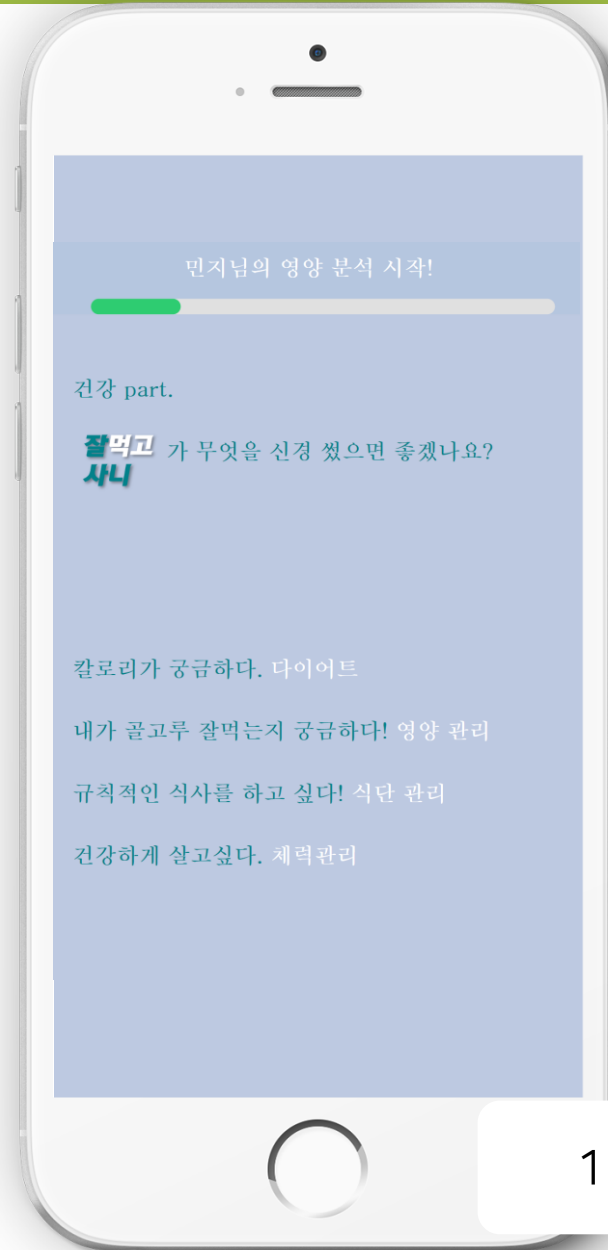 민지님의 영양 분석 시작!
건강 part.
잘먹고
사니 가 무엇을 신경 썼으면 좋겠나요?
칼로리가 궁금하다. 다이어트
내가 골고루 잘먹는지 궁금하다! 영양 관리
규칙적인 식사를 하고 싶다! 식단 관리
건강하게 살고싶다. 체력관리
1